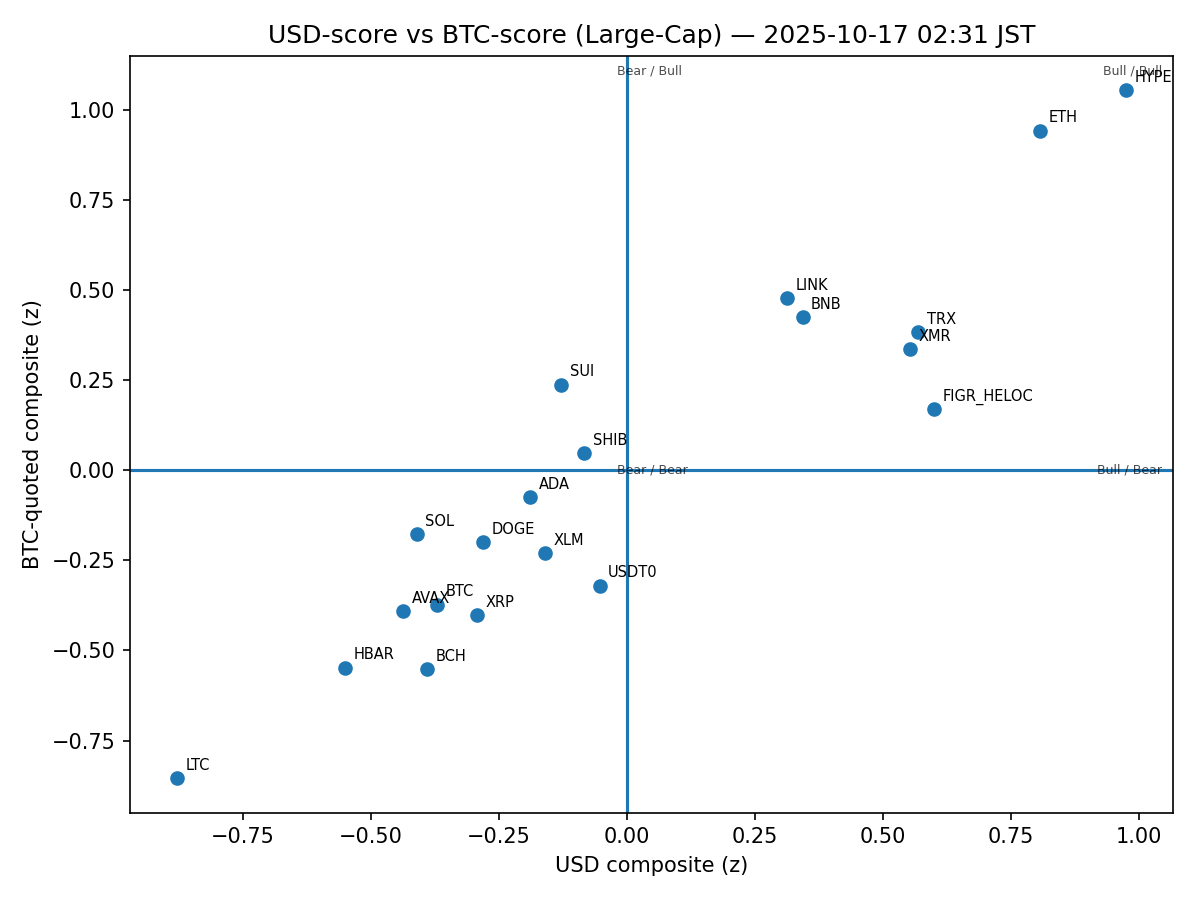 USD-score vs BTC-score (Large-Cap) — 2025-10-17 02:31 JST
Bear / Bull
Bull / Bull
HYPE
ETH
LINK
BNB
TRX
XMR
FIGR_HELOC
SUI
SHIB
Bear / Bear
Bull / Bear
ADA
SOL
DOGE
XLM
USDT0
BTC
AVAX
XRP
HBAR
BCH
LTC
1.00
0.75
0.50
0.25
0.00
−0.25
−0.50
−0.75
BTC-quoted composite (z)
−0.75
−0.50
−0.25
0.00
0.25
0.50
0.75
1.00
USD composite (z)